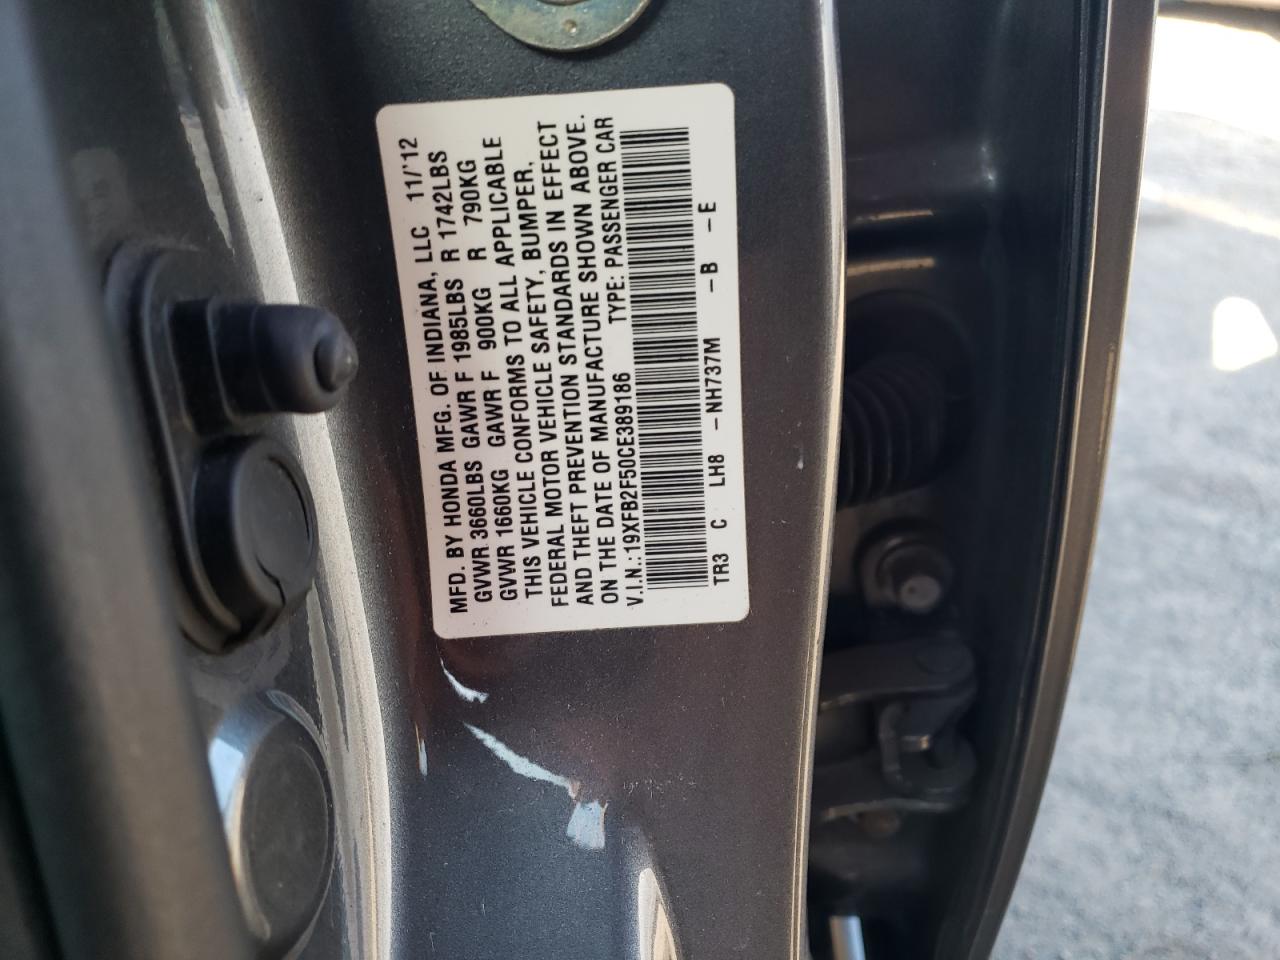 MFD. BY HONDA MFG. OF INDIANA, LLC 11/'12
GVWR 3660LBS GAWR F 1985LBS R 1742LBS
GVWR 1660KG GAWR F 900KG R 790KG
THIS VEHICLE CONFORMS TO ALL APPLICABLE
FEDERAL MOTOR VEHICLE SAFETY, BUMPER,
AND THEFT PREVENTION STANDARDS IN EFFECT
ON THE DATE OF MANUFACTURE SHOWN ABOVE.
V.I.N.:19XFB2F50CE389186 TYPE: PASSENGER CAR
TR3 C LH8 -NH737M -B -E